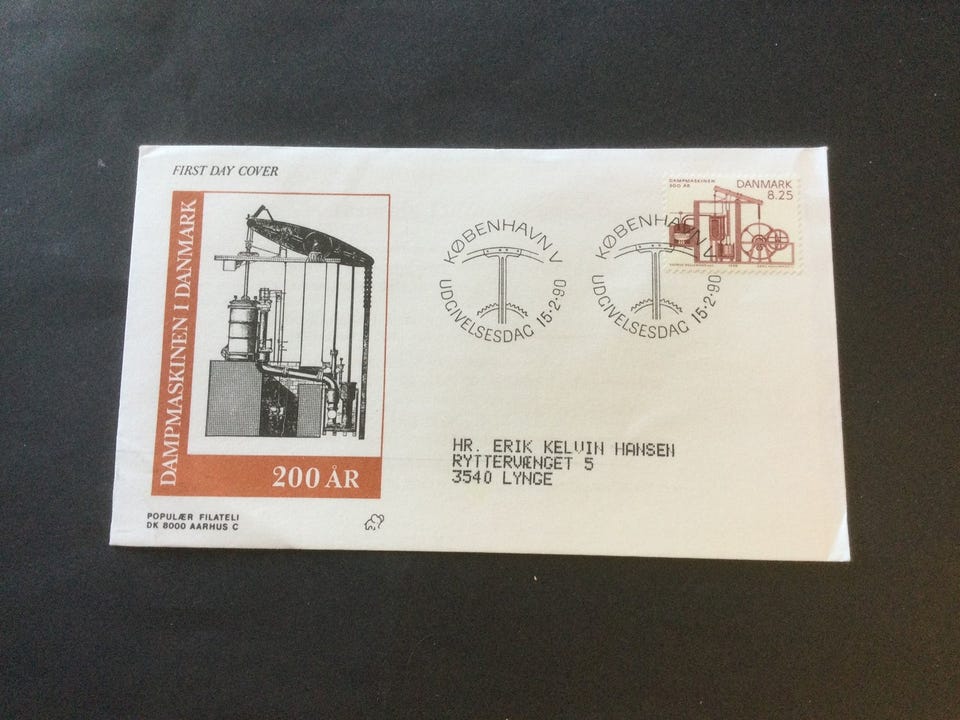 FIRST DAY COVER
DAMPMASKINEN I DANMARK
200 ÅR
POPULÆR FILATELI
DK 8000 AARHUS C
KØBENHAVN V
UDGIVELSESDAG 15-2-90
KØBENHAVN V
UDGIVELSESDAG 15-2-90
DAMPMASKINEN
200 ÅR
DANMARK
8.25
HR. ERIK KELVIN HANSEN
RYTTERVÆNGET 5
3540 LYNGE